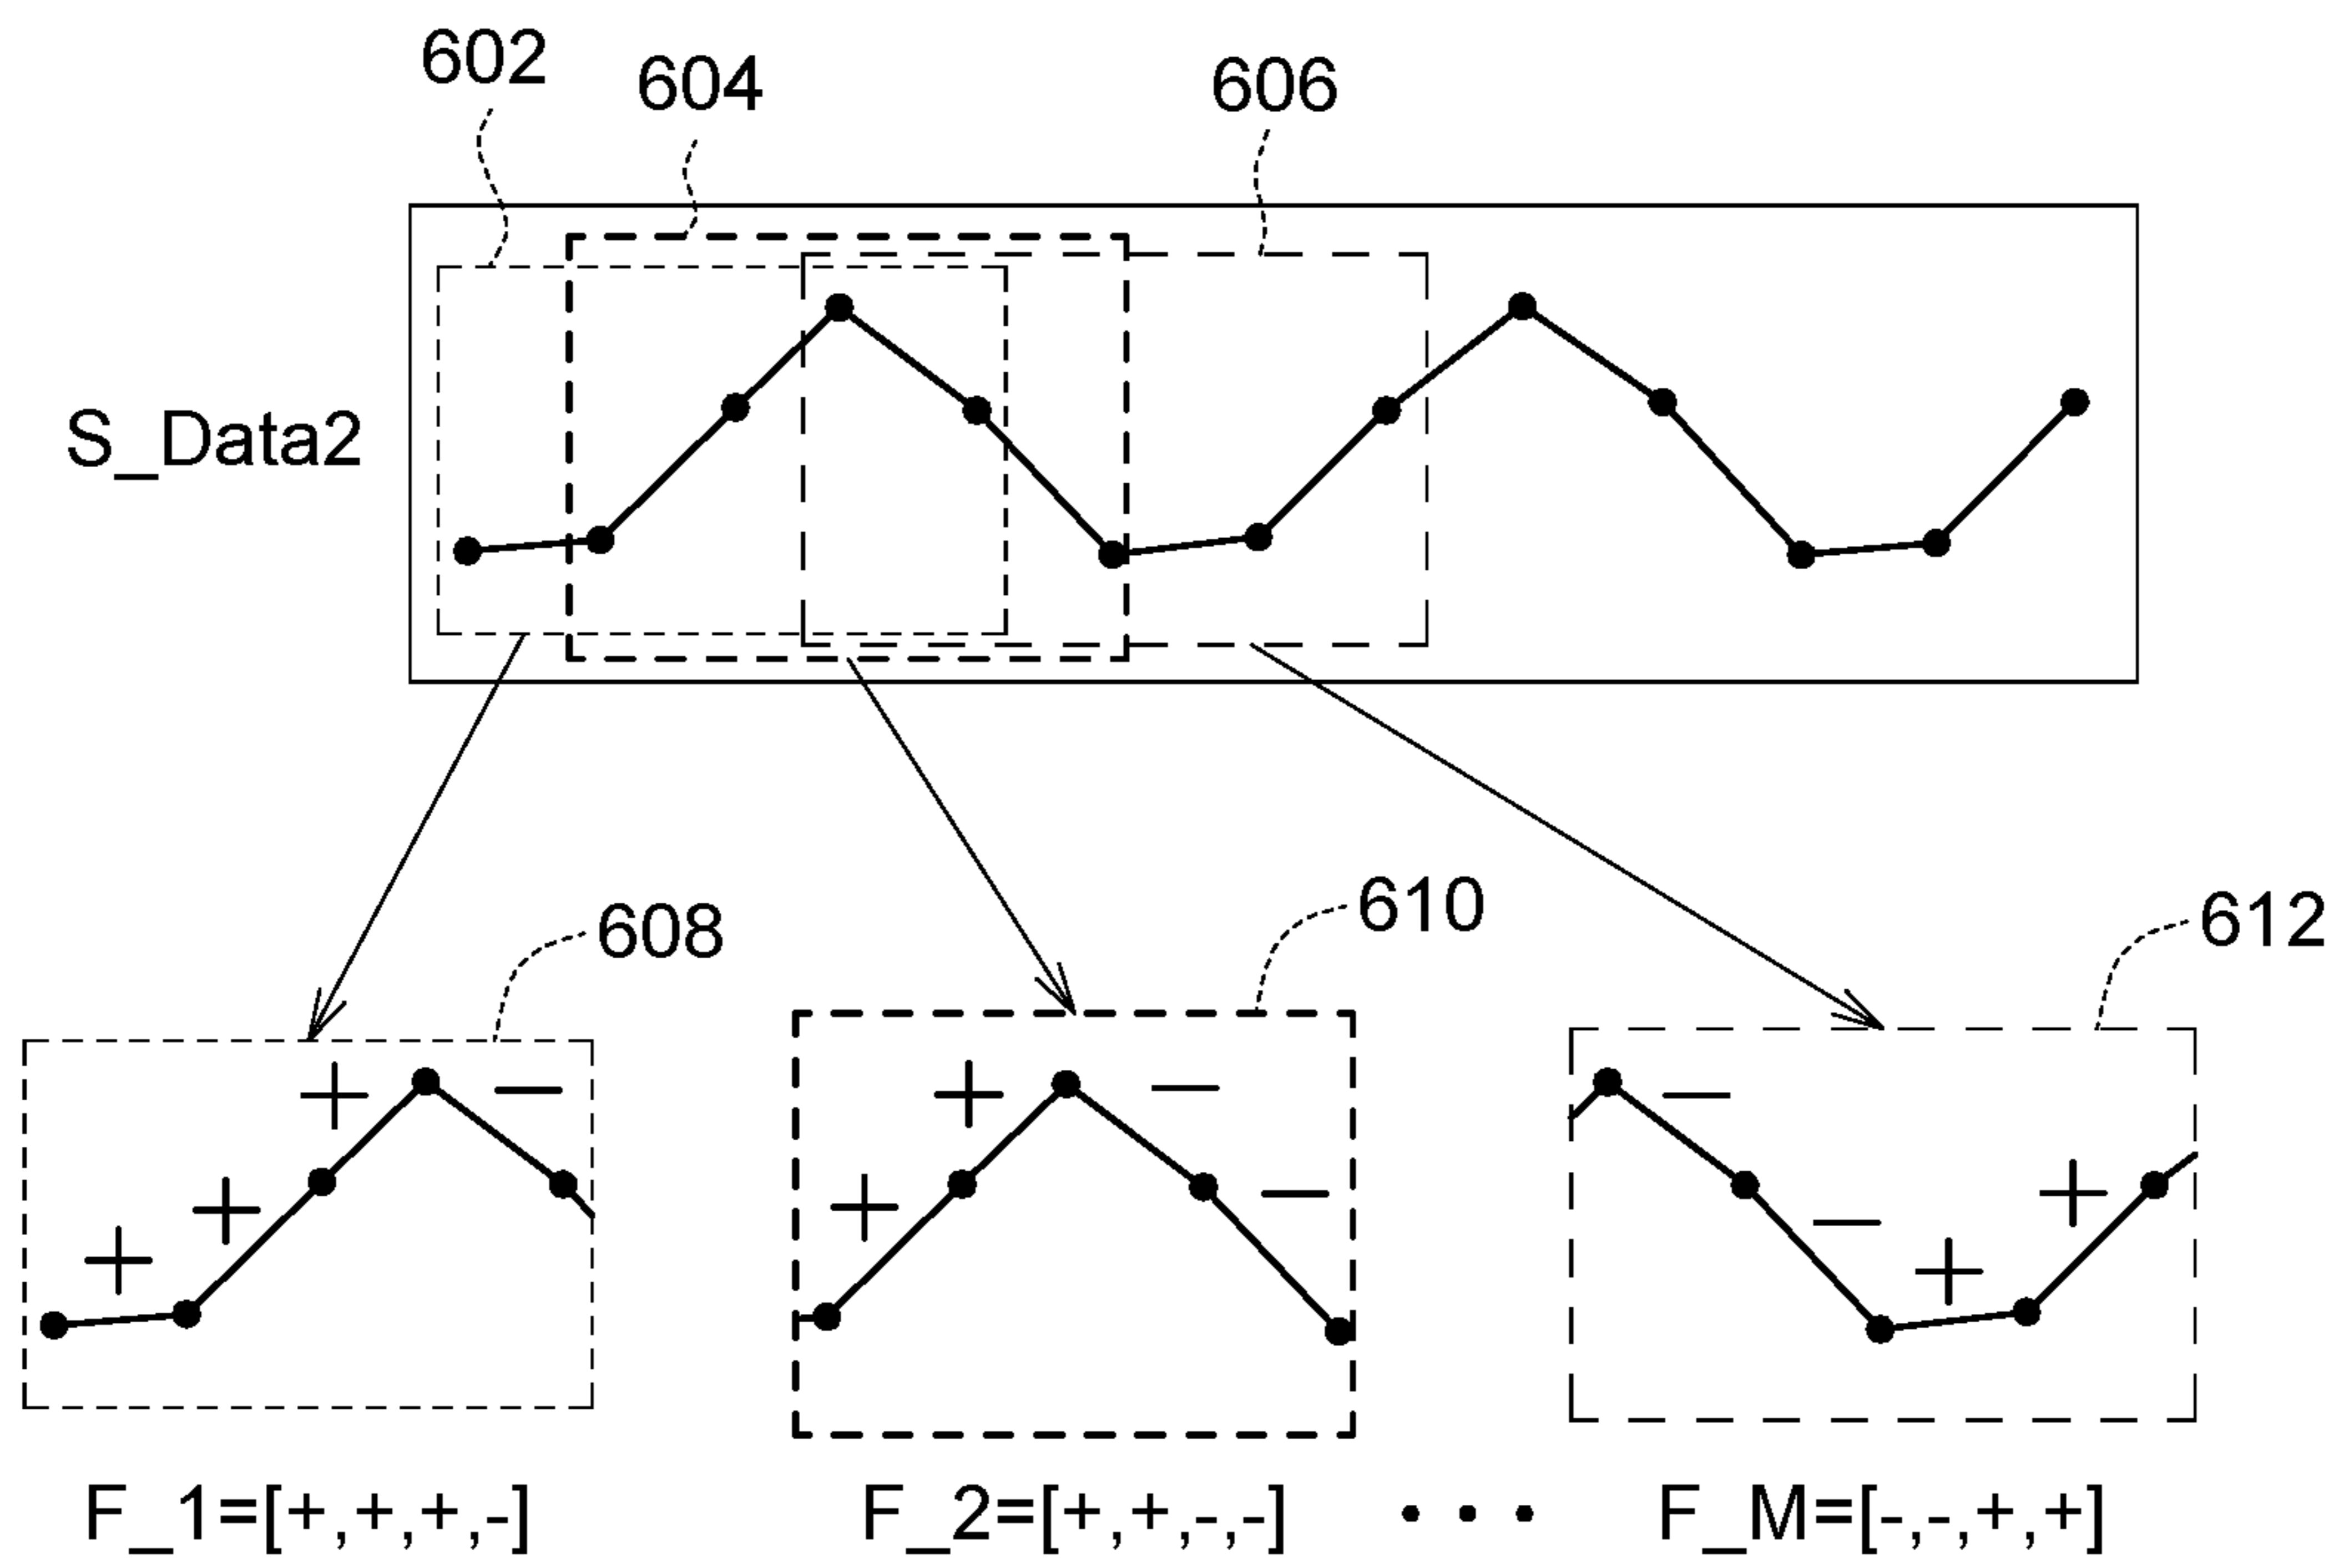 602
604
606
S_Data2
608
610
612
+ + + -
+ + - -
- - + +
F_1=[+,+,+,-]
F_2=[+,+,-,-]
• • •
F_M=[-,-,+,+]